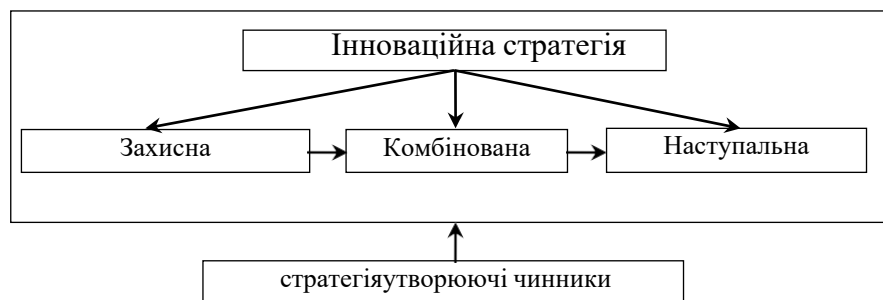 Інноваційна стратегія
Захисна
Комбінована
Наступальна
стратегіяутворюючі чинники